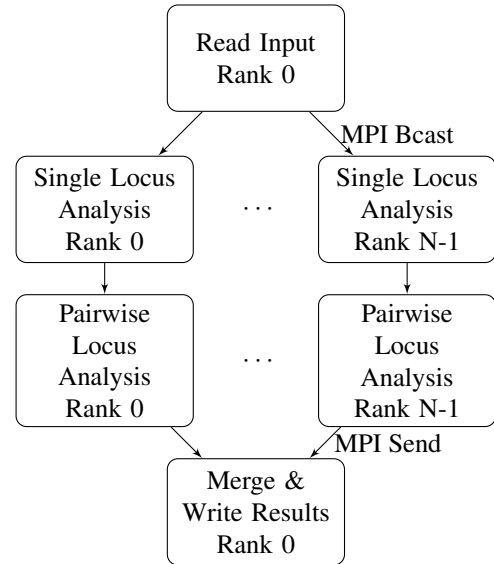 Read Input
Rank 0
MPI Bcast
Single Locus
Analysis
Rank 0
. . .
Single Locus
Analysis
Rank N-1
Pairwise
Locus
Analysis
Rank 0
. . .
Pairwise
Locus
Analysis
Rank N-1
MPI Send
Merge &
Write Results
Rank 0